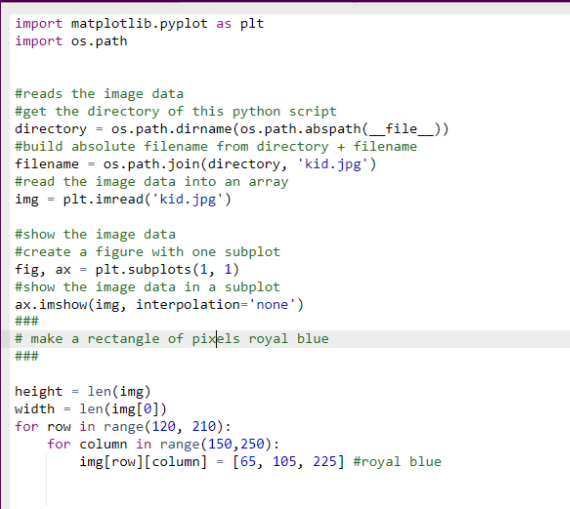 import matplotlib.pyplot as plt
import os.path
#reads the image data
#get the directory of this python script
directory = os.path.dirname(os.path.abspath(__file__))
#build absolute filename from directory + filename
filename = os.path.join(directory, 'kid.jpg')
#read the image data into an array
img = plt.imread('kid.jpg')
#show the image data
#create a figure with one subplot
fig, ax = plt.subplots(1, 1)
#show the image data in a subplot
ax.imshow(img, interpolation='none')
###
# make a rectangle of pixels royal blue
###
height = len(img)
width = len(img[0])
for row in range(120, 210):
    for column in range(150,250):
        img[row][column] = [65, 105, 225] #royal blue